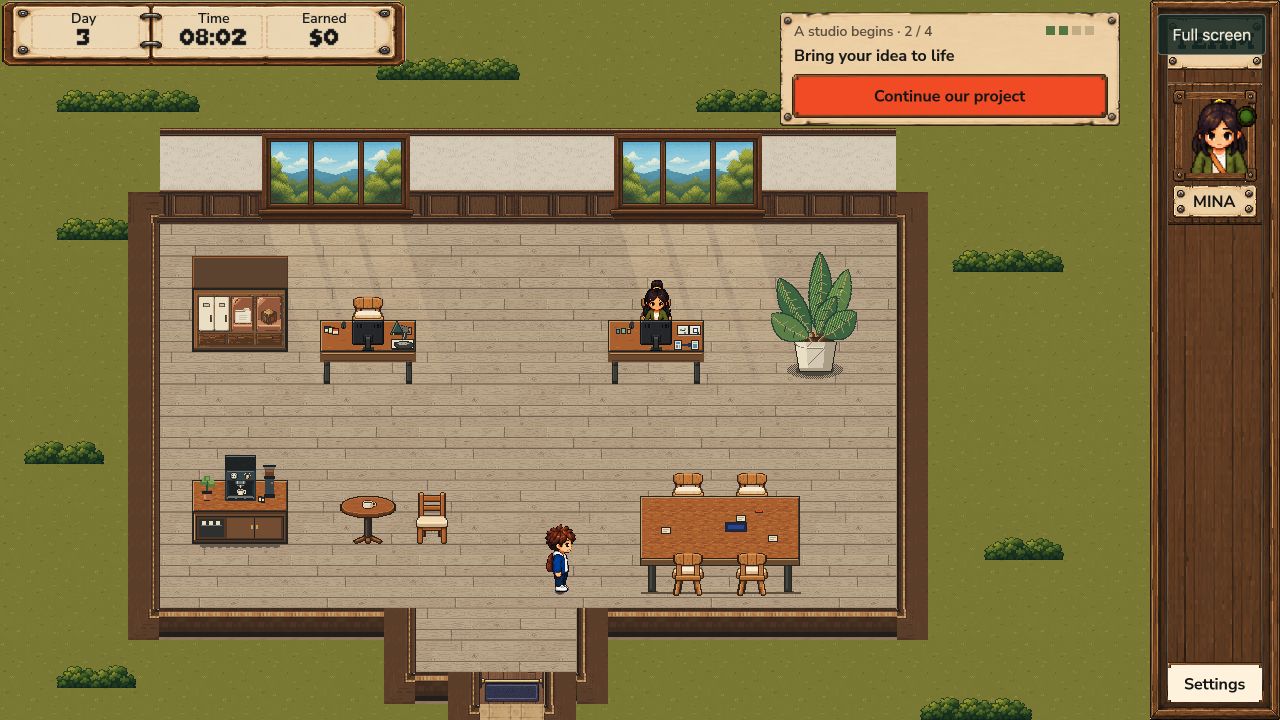 Day
3
Time
08:02
Earned
$0
A studio begins · 2 / 4
Bring your idea to life
Continue our project
Full screen
MINA
Settings